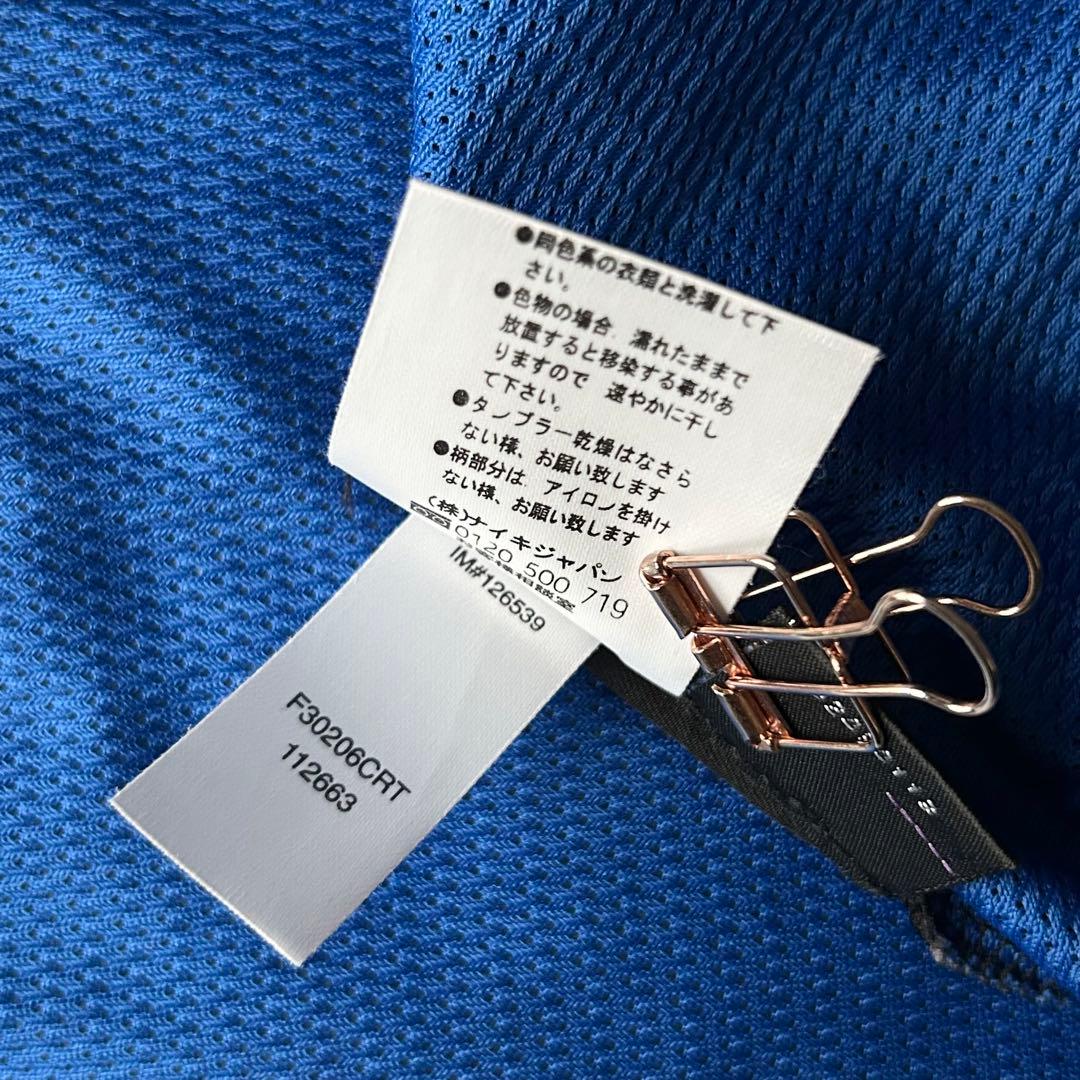 ●同色系の衣類と洗濯して下
さい。
●色物の場合、濡れたままで
放置すると移染する事があ
りますので 速やかに干し
て下さい。
●タンブラー乾燥はなさら
ない様、お願い致します
●柄部分は、アイロンを掛け
ない様、お願い致します
(株)ナイキジャパン
0120 500 719
IM#126539
F30206CRT
112663